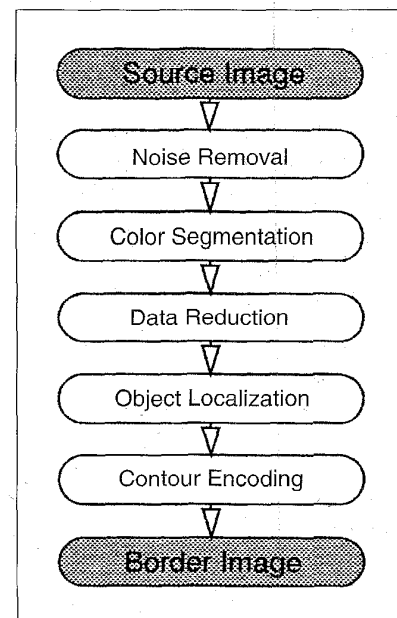 Source Image
Noise Removal
Color Segmentation
Data Reduction
Object Localization
Contour Encoding
Border Image